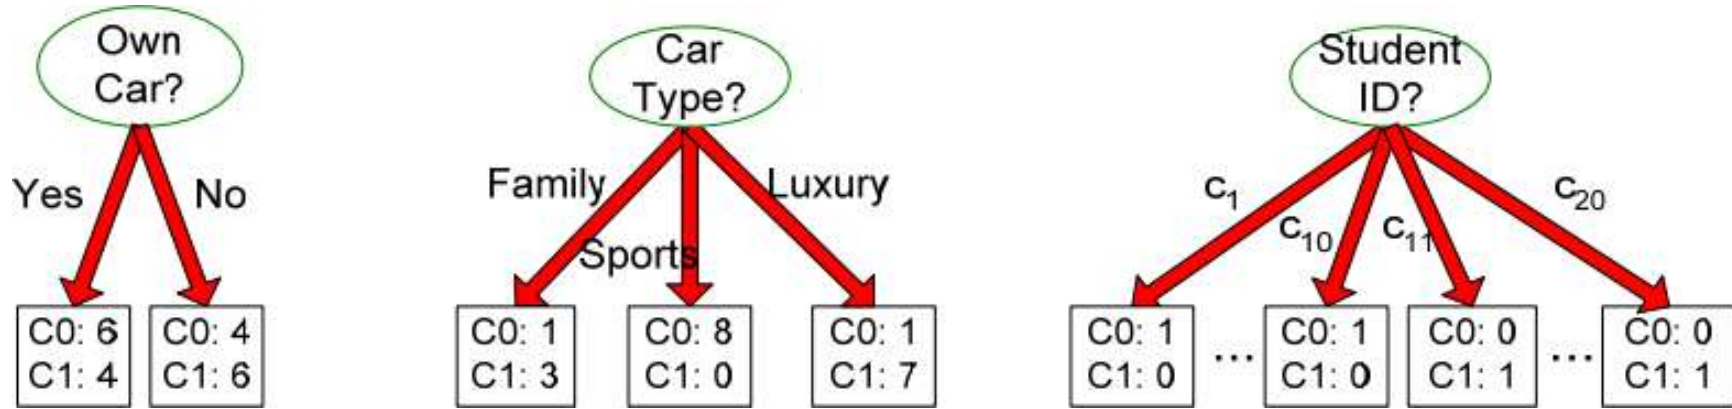 Own
Car?
Yes
No
C0: 6
C1: 4
C0: 4
C1: 6
Car
Type?
Family
Sports
Luxury
C0: 1
C1: 3
C0: 8
C1: 0
C0: 1
C1: 7
Student
ID?
c₁
c₁₀
c₁₁
c₂₀
C0: 1
C1: 0
...
C0: 1
C1: 0
C0: 0
C1: 1
...
C0: 0
C1: 1